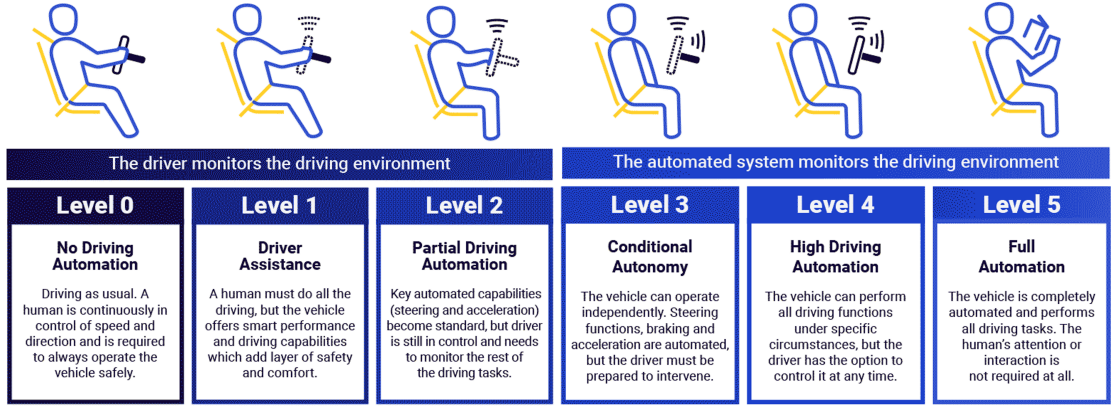 The driver monitors the driving environment
The automated system monitors the driving environment
Level 0
No Driving
Automation
Driving as usual. A
human is continuously in
control of speed and
direction and is required
to always operate the
vehicle safely.
Level 1
Driver
Assistance
A human must do all the
driving, but the vehicle
offers smart performance
and driving capabilities
which add layer of safety
and comfort.
Level 2
Partial Driving
Automation
Key automated capabilities
(steering and acceleration)
become standard, but driver
is still in control and needs
to monitor the rest of
the driving tasks.
Level 3
Conditional
Autonomy
The vehicle can operate
independently. Steering
functions, braking and
acceleration are automated,
but the driver must be
prepared to intervene.
Level 4
High Driving
Automation
The vehicle can perform
all driving functions
under specific
circumstances, but the
driver has the option to
control it at any time.
Level 5
Full
Automation
The vehicle is completely
automated and performs
all driving tasks. The
human's attention or
interaction is
not required at all.